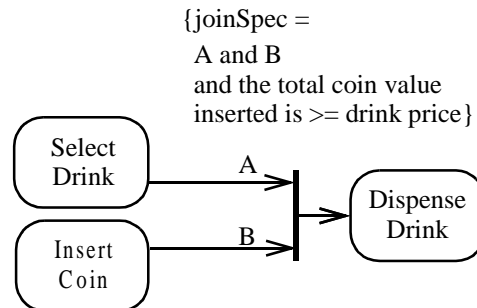 {joinSpec =
A and B
and the total coin value
inserted is >= drink price}
Select
Drink
A
Dispense
Drink
B
Insert
Coin